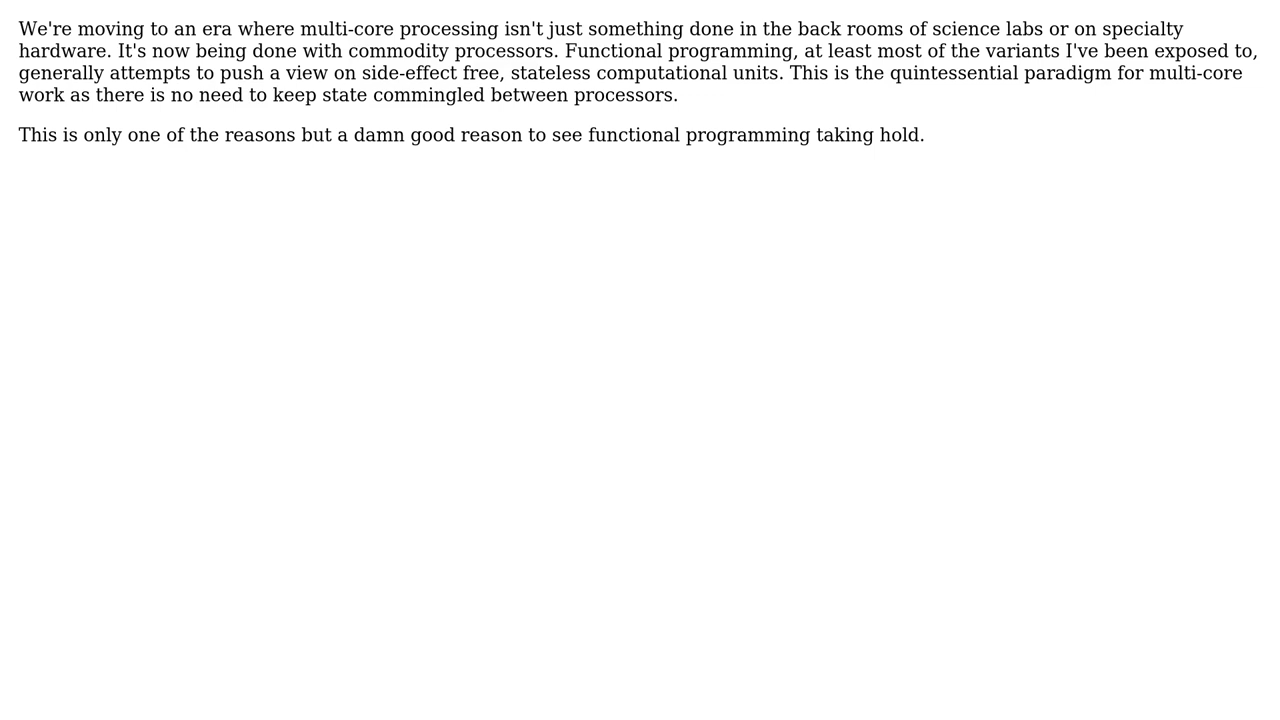 We're moving to an era where multi-core processing isn't just something done in the back rooms of science labs or on specialty
hardware. It's now being done with commodity processors. Functional programming, at least most of the variants I've been exposed to,
generally attempts to push a view on side-effect free, stateless computational units. This is the quintessential paradigm for multi-core
work as there is no need to keep state commingled between processors.
This is only one of the reasons but a damn good reason to see functional programming taking hold.